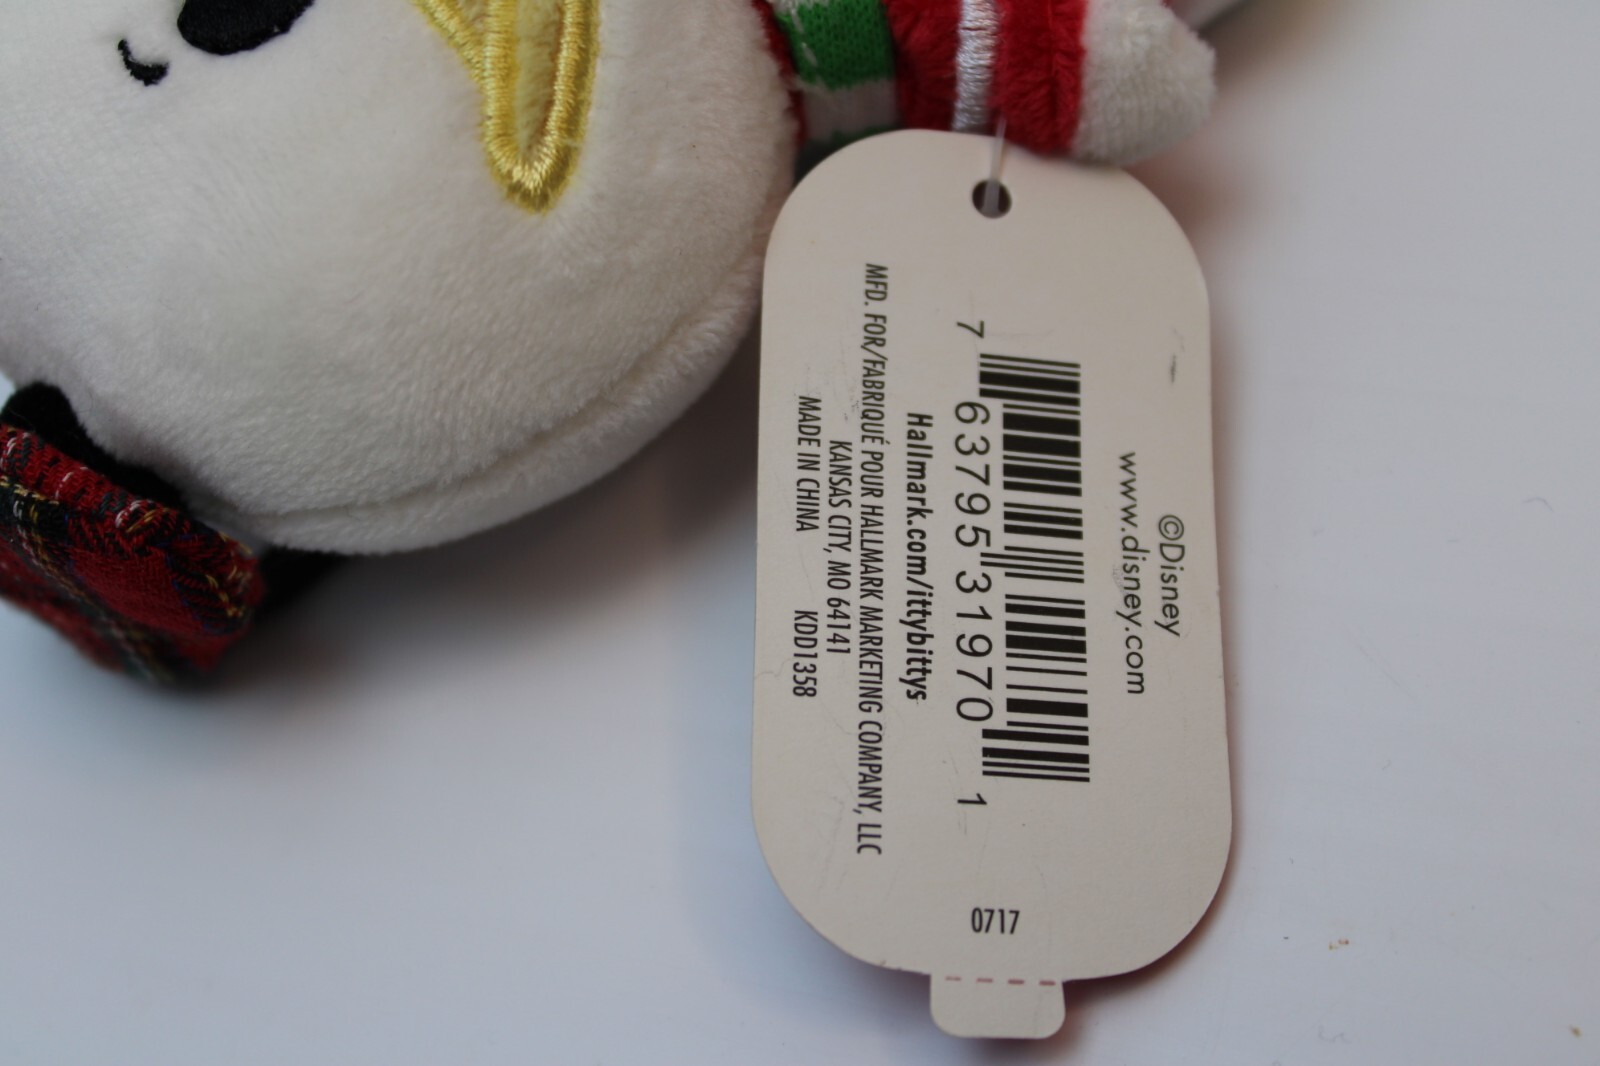 ©Disney
www.disney.com
7 63795 31970 1
Hallmark.com/ittybittys
MFD. FOR/FABRIQUÉ POUR HALLMARK MARKETING COMPANY, LLC
KANSAS CITY, MO 64141
MADE IN CHINA KDD1358
0717